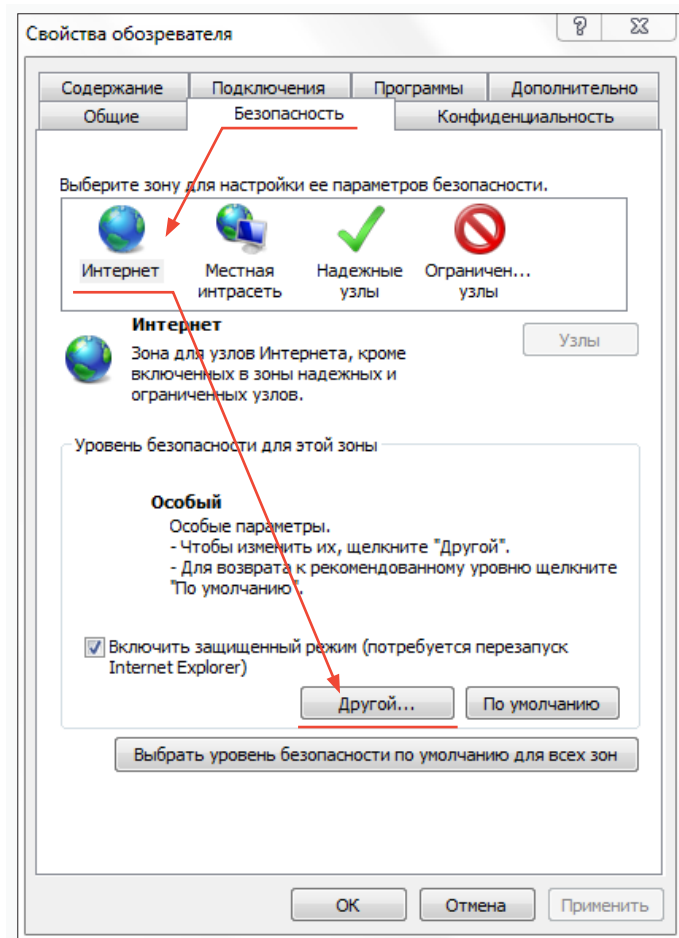 Свойства обозревателя
Содержание Подключения Программы Дополнительно
Общие Безопасность Конфиденциальность
Выберите зону для настройки ее параметров безопасности.
Интернет Местная интрасеть Надежные узлы Ограничен... узлы
Интернет
Узлы
Зона для узлов Интернета, кроме
включенных в зоны надежных и
ограниченных узлов.
Уровень безопасности для этой зоны
Особый
Особые параметры.
- Чтобы изменить их, щелкните "Другой".
- Для возврата к рекомендованному уровню щелкните
"По умолчанию".
Включить защищенный режим (потребуется перезапуск
Internet Explorer)
Другой... По умолчанию
Выбрать уровень безопасности по умолчанию для всех зон
ОК Отмена Применить